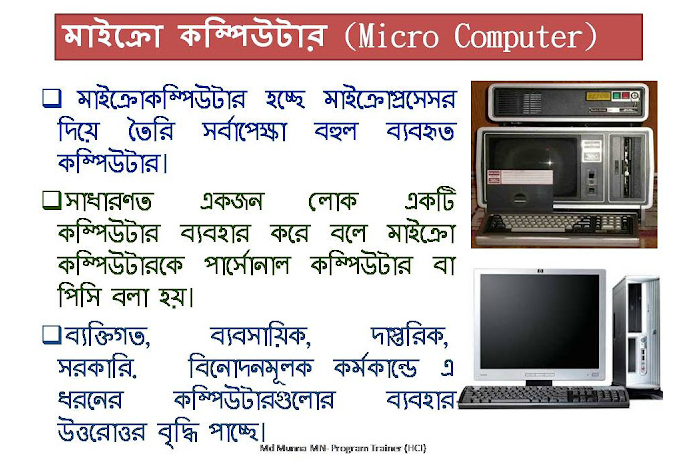 মাইক্রো কম্পিউটার (Micro Computer)
মাইক্রোকম্পিউটার হচ্ছে মাইক্রোপ্রসেসর
দিয়ে তৈরি সর্বাপেক্ষা বহুল ব্যবহৃত
কম্পিউটার।
সাধারণত একজন লোক একটি
কম্পিউটার ব্যবহার করে বলে মাইক্রো
কম্পিউটারকে পার্সোনাল কম্পিউটার বা
পিসি বলা হয়।
ব্যক্তিগত, ব্যবসায়িক, দাপ্তরিক,
সরকারি, বিনোদনমূলক কর্মকান্ডে এ
ধরনের কম্পিউটারগুলোর ব্যবহার
উত্তরোত্তর বৃদ্ধি পাচ্ছে।
Md Munna MN- Program Trainer (HCI)